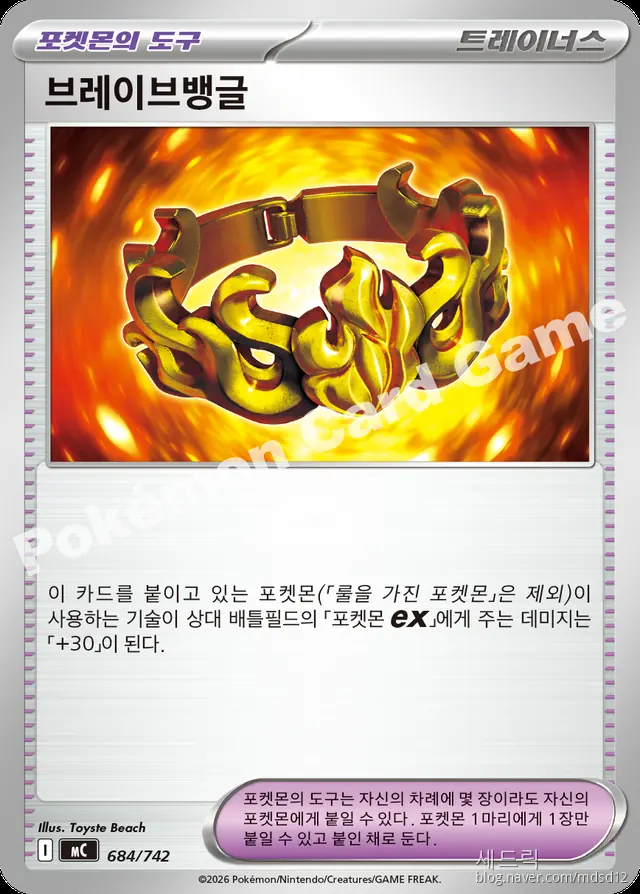 포켓몬의 도구 트레이너스
브레이브뱅글
Pokémon Card Game
이 카드를 붙이고 있는 포켓몬(「룰을 가진 포켓몬」은 제외)이
사용하는 기술이 상대 배틀필드의 「포켓몬 ex」에게 주는 데미지는
「+30」이 된다.
포켓몬의 도구는 자신의 차례에 몇 장이라도 자신의
포켓몬에게 붙일 수 있다. 포켓몬 1마리에게 1장만
붙일 수 있고 붙인 채로 둔다.
Illus. Toyste Beach
I mC 684/742
©2026 Pokémon/Nintendo/Creatures/GAME FREAK.
세드릭
blog.naver.com/mdsd12